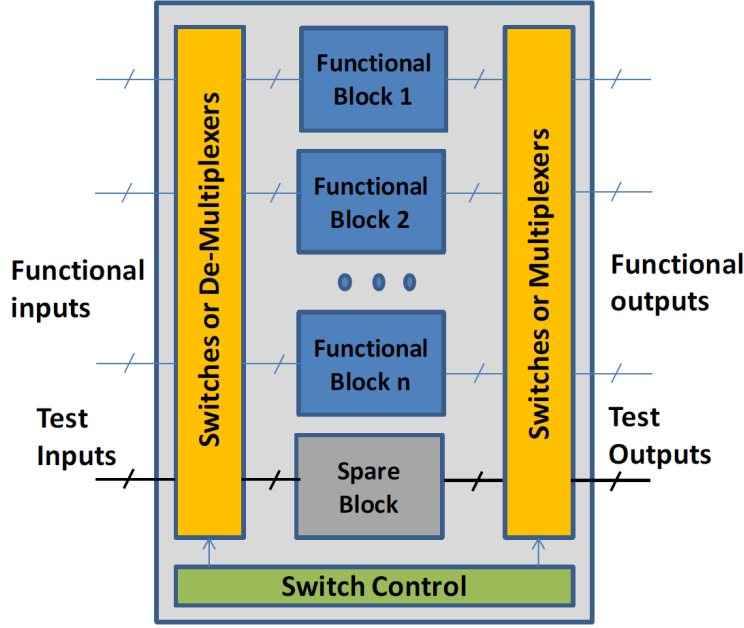 Functional
Block 1
Functional
Block 2
Functional
Block n
Spare
Block
Switches or De-Multiplexers
Switches or Multiplexers
Functional
inputs
Functional
outputs
Test
Inputs
Test
Outputs
Switch Control